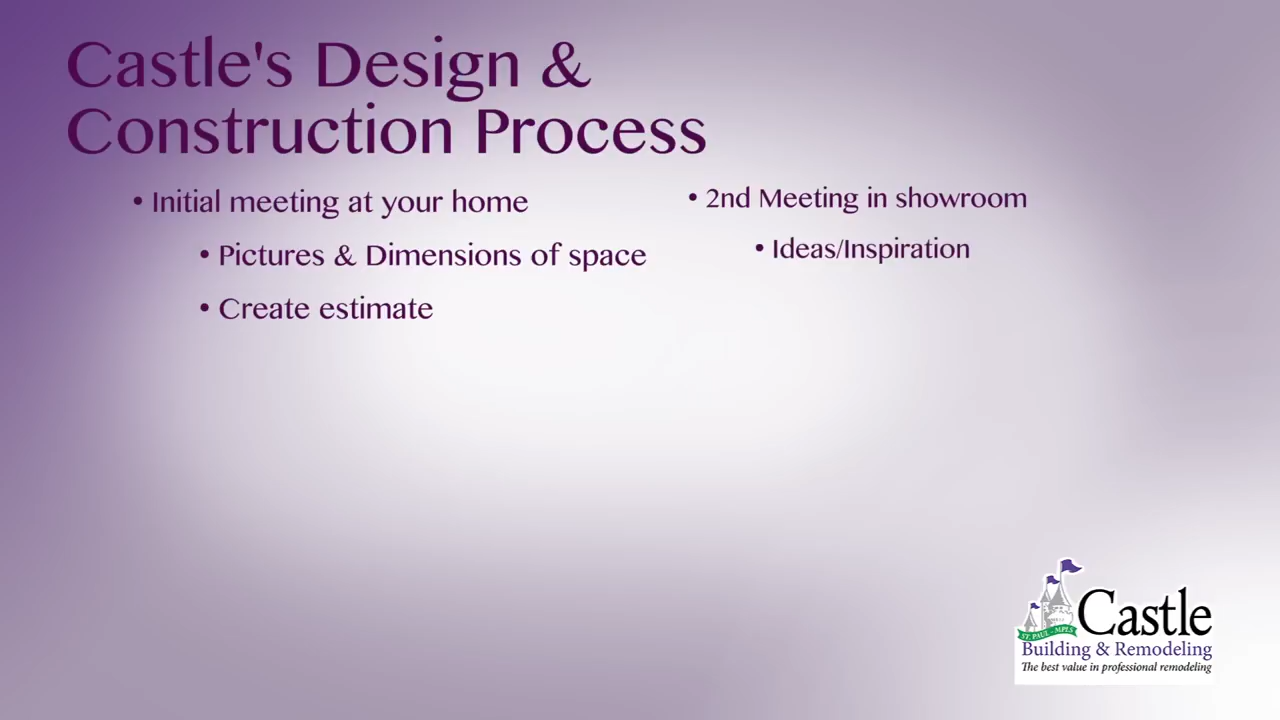 Castle's Design &
Construction Process
• Initial meeting at your home
• Pictures & Dimensions of space
• Create estimate
• 2nd Meeting in showroom
• Ideas/Inspiration
ST. PAUL - MPLS
Castle
Building & Remodeling
The best value in professional remodeling